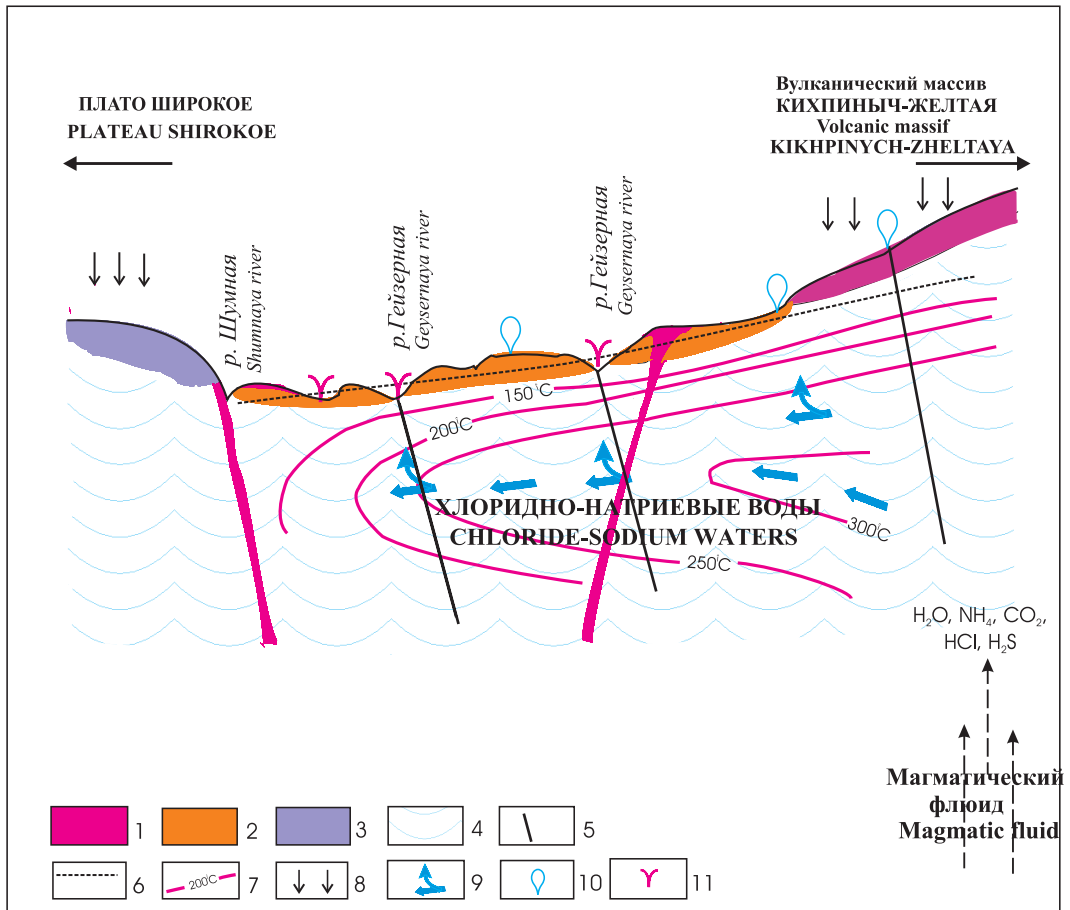 ПЛАТО ШИРОКОЕ
PLATEAU SHIROKOE
Вулканический массив
КИХПИНЫЧ-ЖЕЛТАЯ
Volcanic massif
KIKHPINYCH-ZHELTAYA
р. Шумная
Shumnaya river
р.Гейзерная
Geysernaya river
р.Гейзерная
Geysernaya river
150°C
200°C
ХЛОРИДНО-НАТРИЕВЫЕ ВОДЫ
CHLORIDE-SODIUM WATERS
300°C
250°C
H₂O, NH₄, CO₂,
HCl, H₂S
Магматический
флюид
Magmatic fluid
1 2 3 4 5
6 200°C 7 8 9 10 11